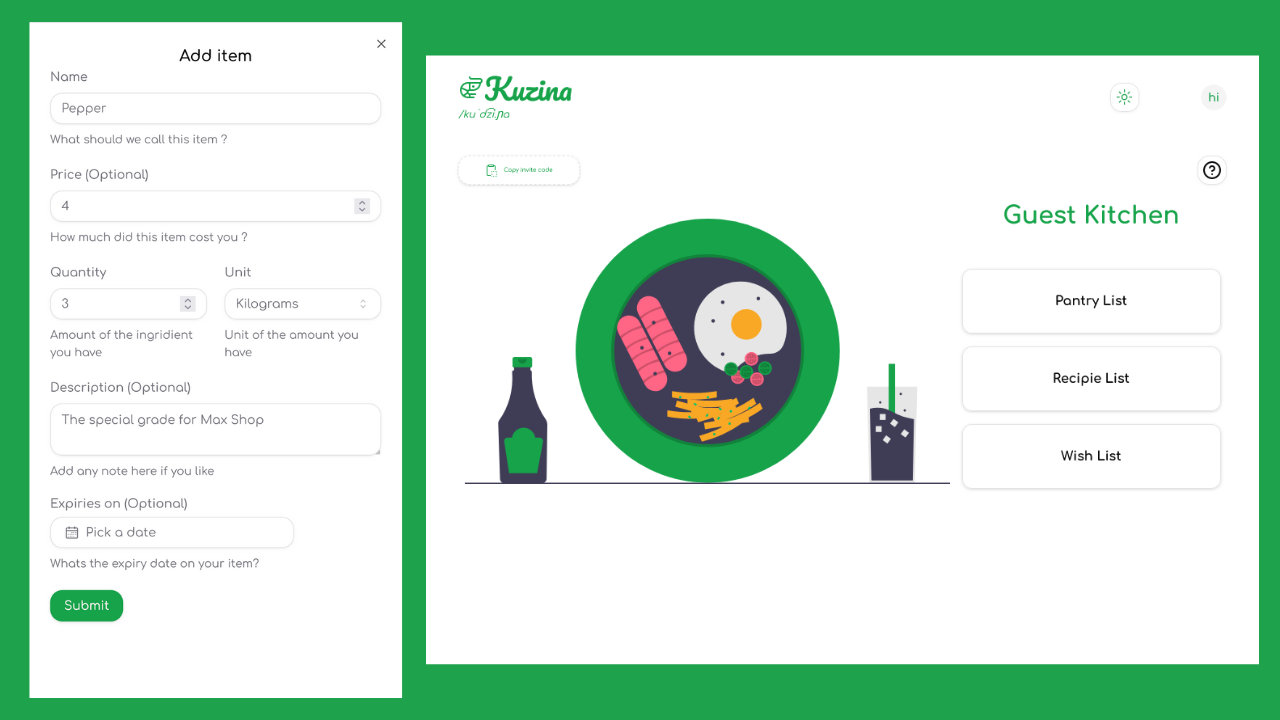 Add item
Name
Pepper
What should we call this item ?
Price (Optional)
4
How much did this item cost you ?
Quantity
Unit
3
Kilograms
Amount of the ingridient
you have
Unit of the amount you
have
Description (Optional)
The special grade for Max Shop
Add any note here if you like
Expiries on (Optional)
Pick a date
Whats the expiry date on your item?
Submit
Kuzina
hi
Copy invite code
Guest Kitchen
Pantry List
Recipie List
Wish List